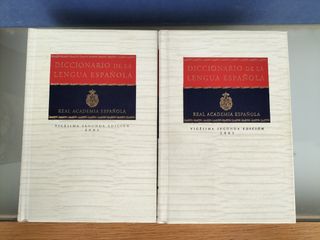 DICCIONARIO DE LA
LENGUA ESPAÑOLA
REAL ACADEMIA ESPAÑOLA
VIGÉSIMA SEGUNDA EDICIÓN
2001
DICCIONARIO DE LA
LENGUA ESPAÑOLA
REAL ACADEMIA ESPAÑOLA
VIGÉSIMA SEGUNDA EDICIÓN
2001